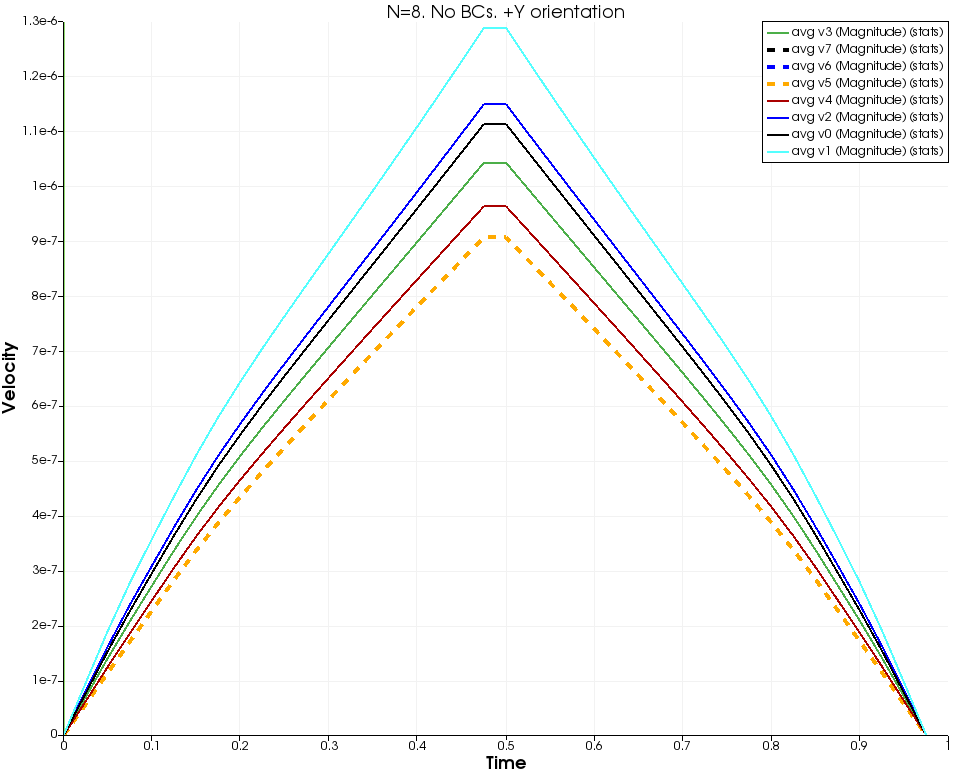 N=8. No BCs. +Y orientation
1.3e-6
1.2e-6
1.1e-6
1e-6
9e-7
8e-7
7e-7
6e-7
5e-7
4e-7
3e-7
2e-7
1e-7
0
Velocity
avg v3 (Magnitude) (stats)
avg v7 (Magnitude) (stats)
avg v6 (Magnitude) (stats)
avg v5 (Magnitude) (stats)
avg v4 (Magnitude) (stats)
avg v2 (Magnitude) (stats)
avg v0 (Magnitude) (stats)
avg v1 (Magnitude) (stats)
0 0.1 0.2 0.3 0.4 0.5 0.6 0.7 0.8 0.9 1
Time